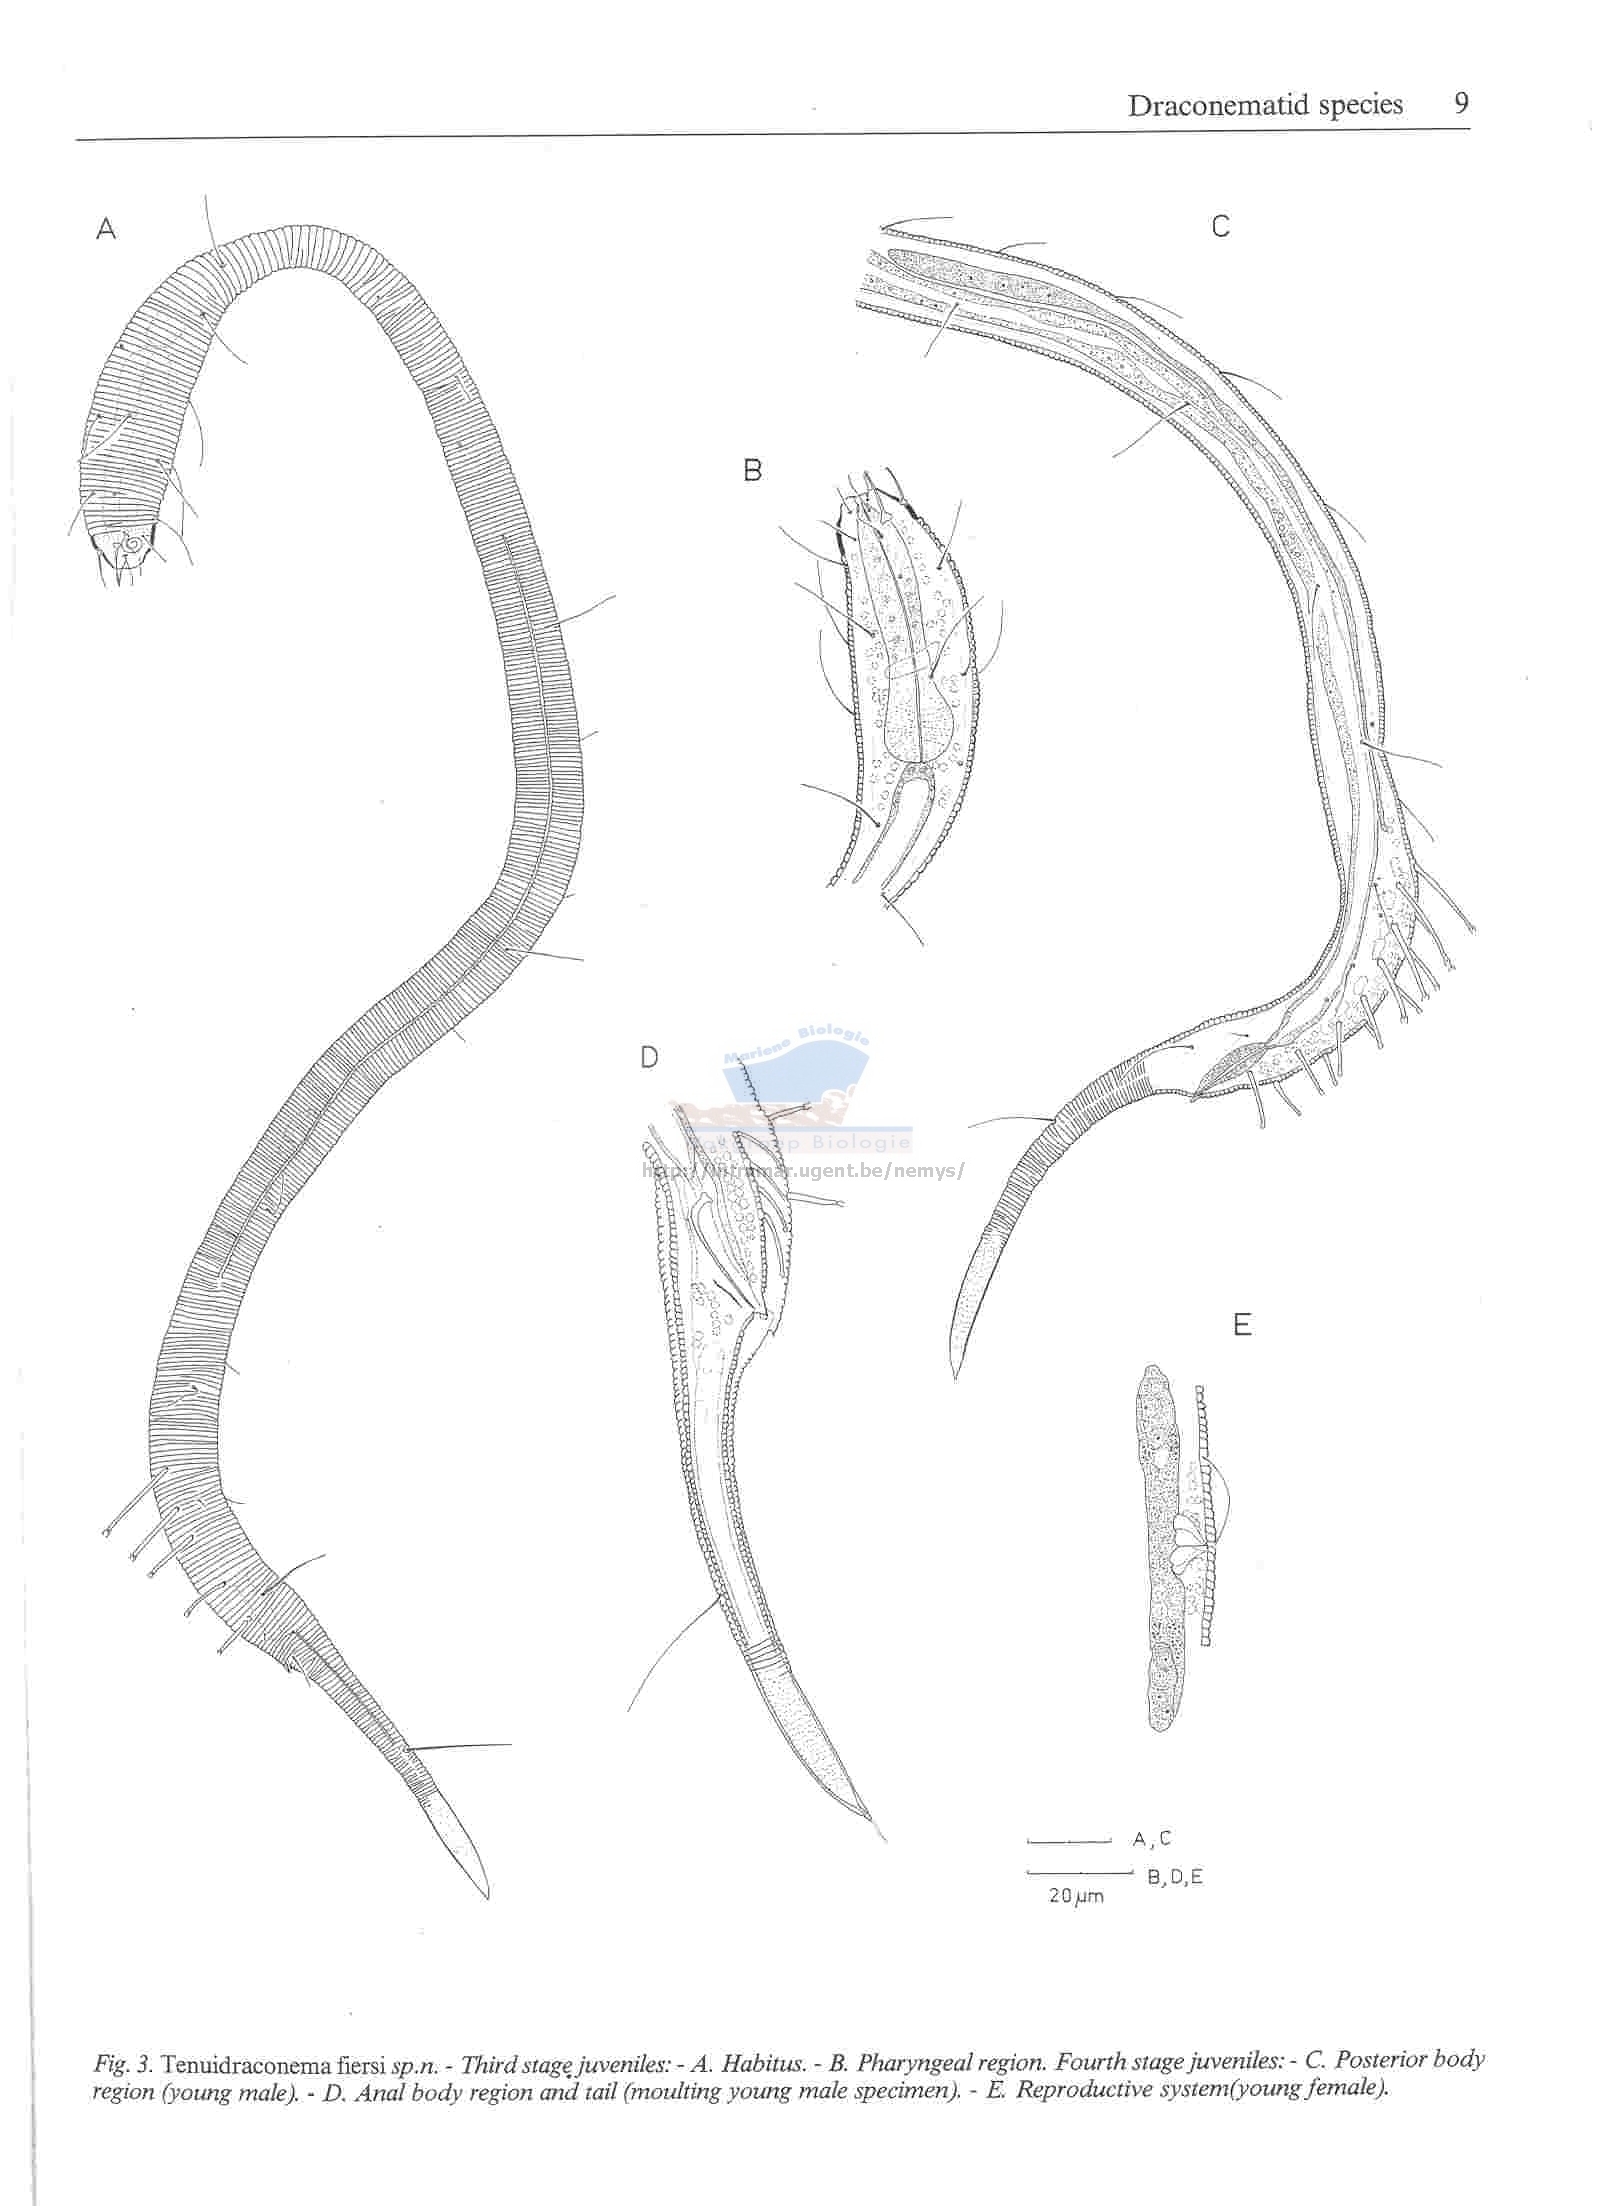 Draconematid species 9
A
C
B
D
Mariene Biologie
Biologie
http://intramar.ugent.be/nemys/
E
A,C
B,D,E
20 µm
Fig. 3. Tenuidraconema fiersi sp.n. - Third stage juveniles: - A. Habitus. - B. Pharyngeal region. Fourth stage juveniles: - C. Posterior body
region (young male). - D. Anal body region and tail (moulting young male specimen). - E. Reproductive system(young female).